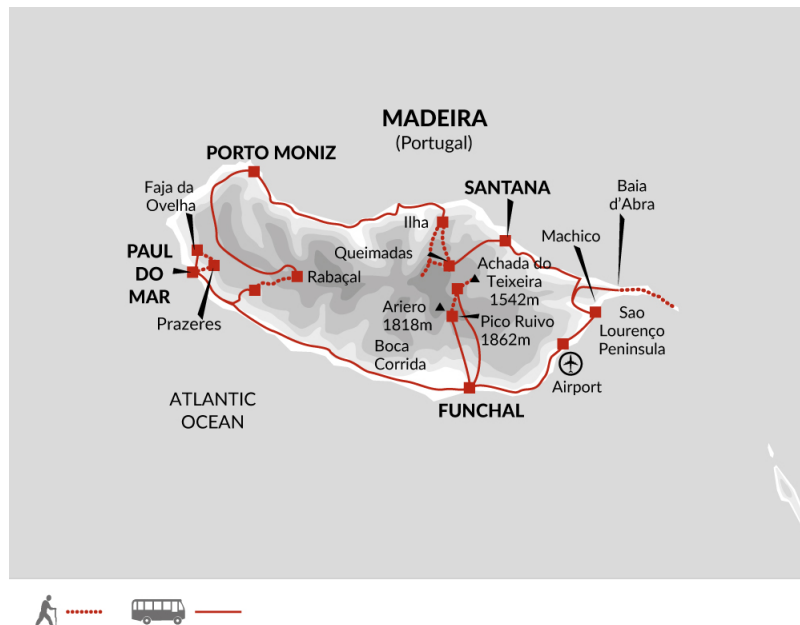 MADEIRA
(Portugal)
PORTO MONIZ
Faja da
Ovelha
SANTANA
Baia
d'Abra
Ilha
Machico
Queimadas
PAUL
DO
MAR
Rabaçal
Achada do
Teixeira
1542m
Prazeres
Ariero
1818m
Pico Ruivo
1862m
Sao
Lourenço
Peninsula
Boca
Corrida
Airport
ATLANTIC
OCEAN
FUNCHAL